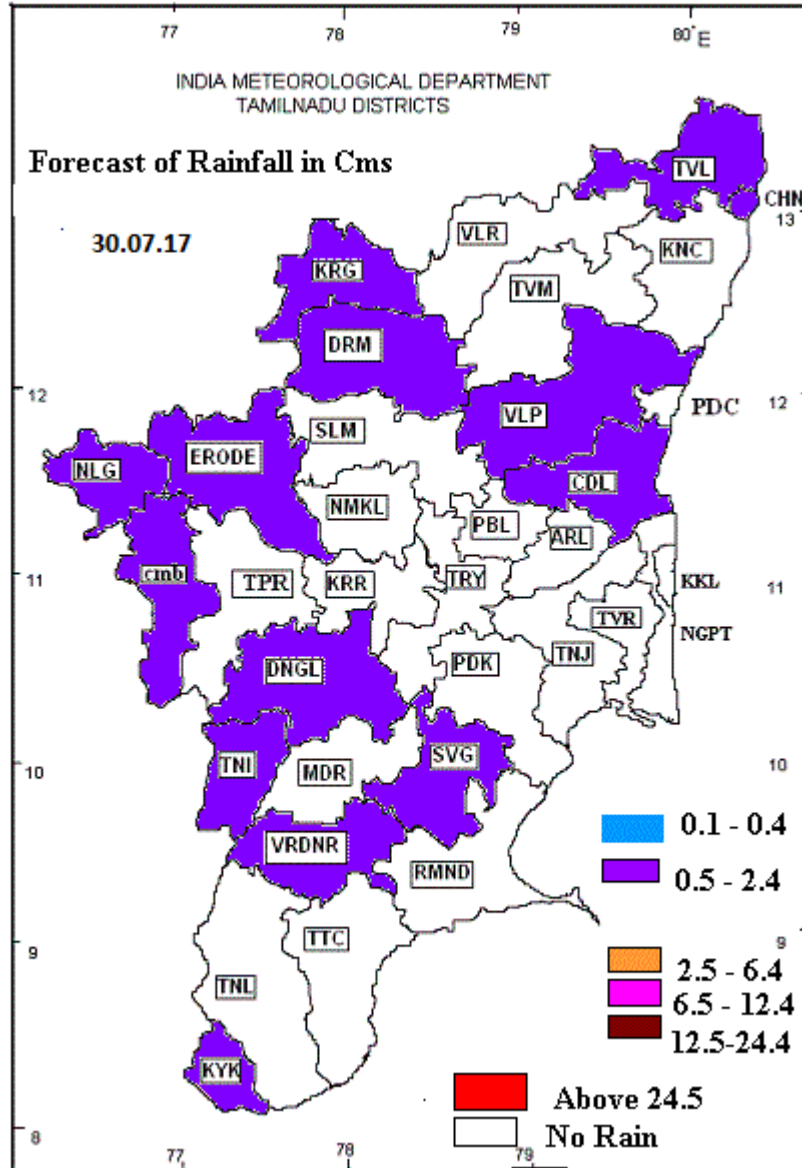 77 78 79 80°E
INDIA METEOROLOGICAL DEPARTMENT
TAMILNADU DISTRICTS
Forecast of Rainfall in Cms
TVL
CHN
13
30.07.17
VLR
KNC
KRG
TVM
DRM
12
12
VLP
PDC
SLM
ERODE
NLG
CDL
NMKL
PBL
ARL
cmb
11
TPR
KRR
TRY
KKL
11
TVR
NGPT
DNGL
PDK
TNJ
10
TNI
MDR
SVG
10
0.1 - 0.4
VRDNR
RMND
0.5 - 2.4
9
TTC
9
2.5 - 6.4
TNL
6.5 - 12.4
12.5-24.4
KYK
Above 24.5
8
No Rain
77 78 79